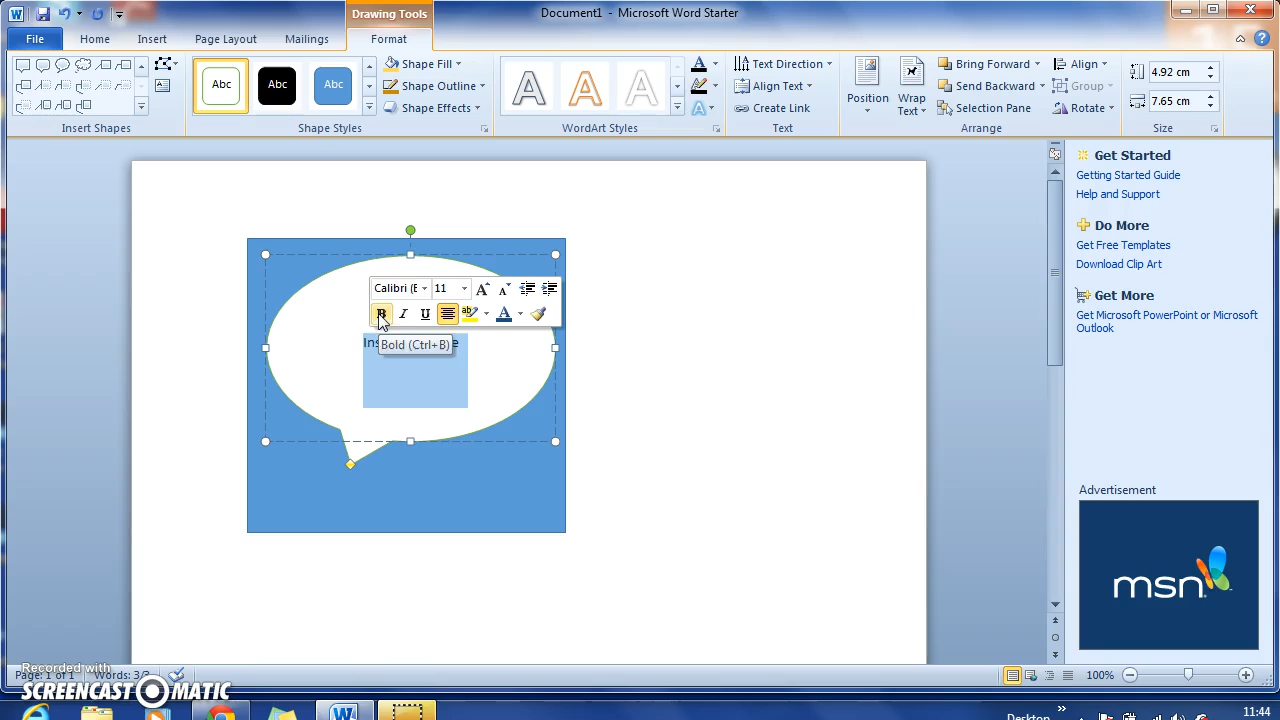 Document1 - Microsoft Word Starter
Drawing Tools
File
Home
Insert
Page Layout
Mailings
Format
Abc
Abc
Abc
Shape Fill
Shape Outline
Shape Effects
A
A
A
Text Direction
Align Text
Create Link
Position
Wrap
Text
Bring Forward
Send Backward
Selection Pane
Align
Group
Rotate
4.92 cm
7.65 cm
Insert Shapes
Shape Styles
WordArt Styles
Text
Arrange
Size
Calibri (E
11
B I U
Bold (Ctrl+B)
Get Started
Getting Started Guide
Help and Support
Do More
Get Free Templates
Download Clip Art
Get More
Get Microsoft PowerPoint or Microsoft
Outlook
Advertisement
msn
Page: 1 of 1
Words: 3/3
100%
Recorded with
SCREENCAST MATIC
Desktop
11:44